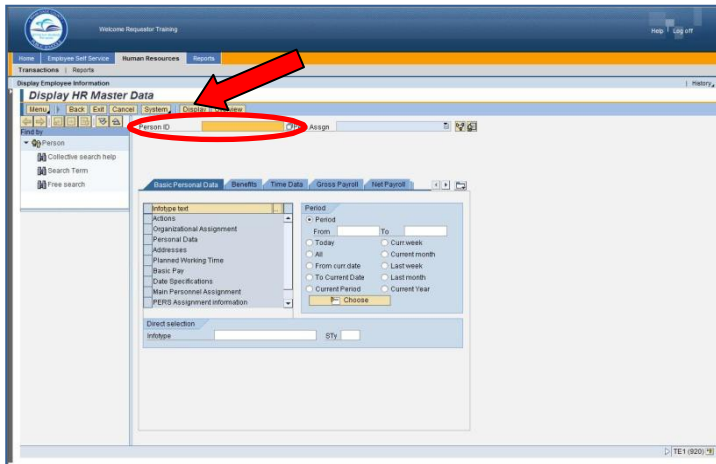 Welcome Requestor Training
Help
Log off
Home Employee Self Service Human Resources Reports
Transactions | Reports
Display Employee Information
| History
Display HR Master Data
Menu Back Exit Cancel System Display Overview
Find by
Person
Collective search help
Search Term
Free search
Person ID
Assgn
Basic Personal Data Benefits Time Data Gross Payroll Net Payroll
Infotype text
Actions
Organizational Assignment
Personal Data
Addresses
Planned Working Time
Basic Pay
Date Specifications
Main Personnel Assignment
PERS Assignment information
Period
Period
From To
Today Curr.week
All Current month
From curr.date Last week
To Current Date Last month
Current Period Current Year
Choose
Direct selection
Infotype STy
TE1 (920)